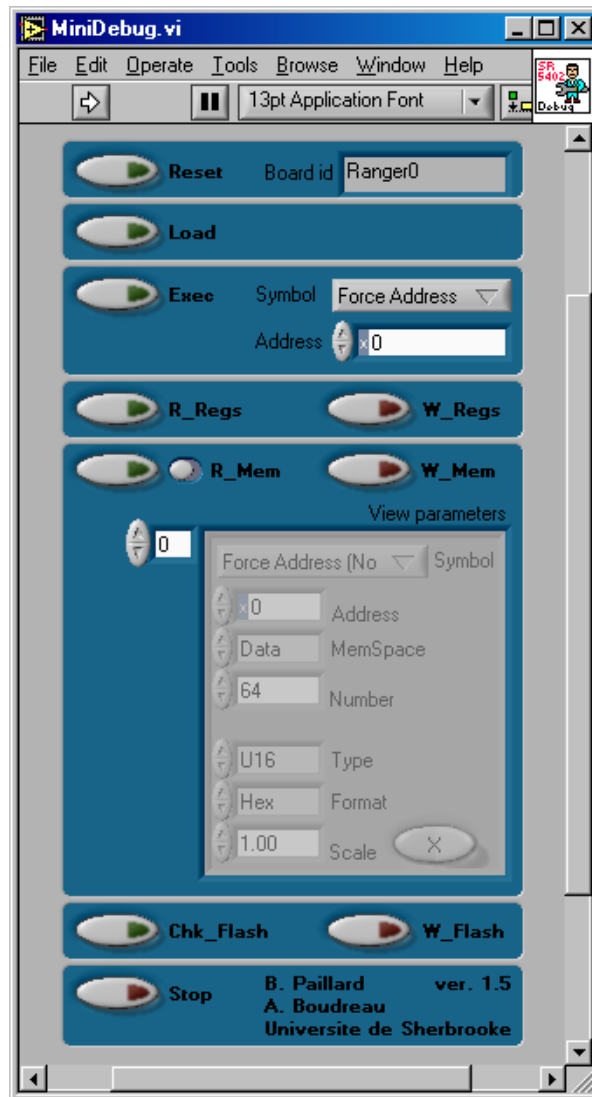 MiniDebug.vi
File Edit Operate Tools Browse Window Help
13pt Application Font
SR
5402
Debug
Reset Board id Ranger0
Load
Exec Symbol Force Address
Address x 0
R_Regs W_Regs
R_Mem W_Mem
View parameters
0
Force Address (No Symbol
x 0 Address
Data MemSpace
64 Number
U16 Type
Hex Format
1.00 Scale X
Chk_Flash W_Flash
Stop B. Paillard ver. 1.5
A. Boudreau
Universite de Sherbrooke